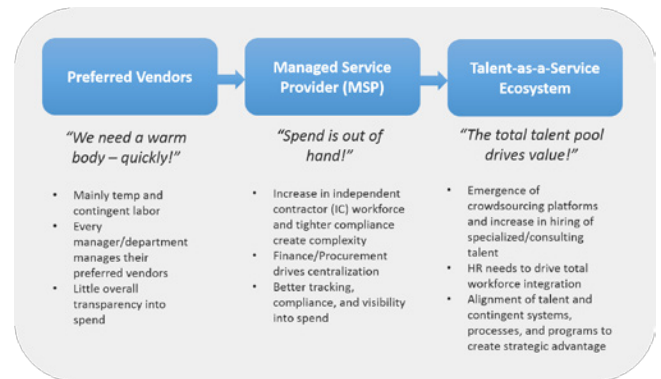 Preferred Vendors
“We need a warm
body – quickly!”
• Mainly temp and
contingent labor
• Every
manager/department
manages their
preferred vendors
• Little overall
transparency into
spend
Managed Service
Provider (MSP)
“Spend is out of
hand!”
• Increase in independent
contractor (IC) workforce
and tighter compliance
create complexity
• Finance/Procurement
drives centralization
• Better tracking,
compliance, and visibility
into spend
Talent-as-a-Service
Ecosystem
“The total talent pool
drives value!”
• Emergence of
crowdsourcing platforms
and increase in hiring of
specialized/consulting
talent
• HR needs to drive total
workforce integration
• Alignment of talent and
contingent systems,
processes, and programs to
create strategic advantage